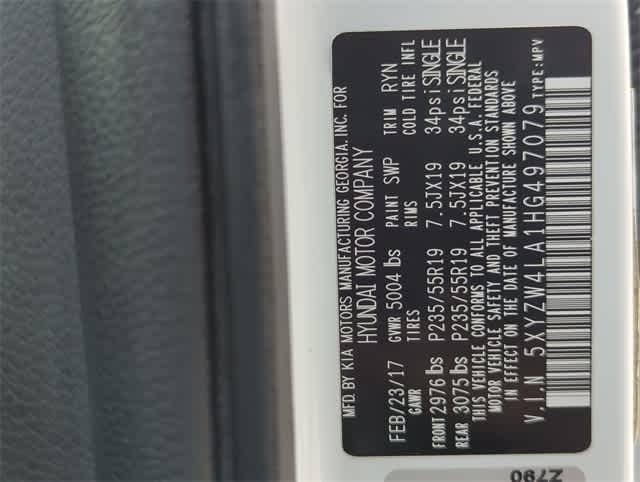 MFD BY KIA MOTORS MANUFACTURING GEORGIA, INC. FOR
HYUNDAI MOTOR COMPANY
FEB/23/17 GVWR 5004 lbs PAINT SWP TRIM RYN
GAWR TIRES RIMS COLD TIRE INFL
FRONT 2976 lbs P235/55R19 7.5JX19 34psi SINGLE
REAR 3075 lbs P235/55R19 7.5JX19 34psi SINGLE
THIS VEHICLE CONFORMS TO ALL APPLICABLE U.S.A. FEDERAL
MOTOR VEHICLE SAFETY AND THEFT PREVENTION STANDARDS
IN EFFECT ON THE DATE OF MANUFACTURE SHOWN ABOVE
V.I.N 5XYZW4LA1HG497079 TYPE:MPV
Z790